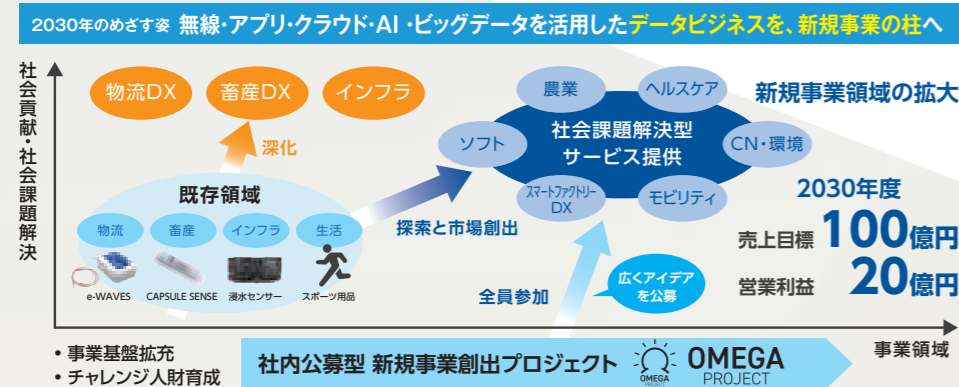 2030年のめざす姿 無線・アプリ・クラウド・AI・ビッグデータを活用したデータビジネスを、新規事業の柱へ
社会貢献・社会課題解決
物流DX
畜産DX
インフラ
深化
既存領域
物流
畜産
インフラ
生活
e-WAVES
CAPSULE SENSE
浸水センサー
スポーツ用品
探索と市場創出
農業
ヘルスケア
ソフト
社会課題解決型
サービス提供
CN・環境
スマートファクトリー
DX
モビリティ
新規事業領域の拡大
2030年度
売上目標 100億円
営業利益 20億円
全員参加
広くアイデア
を公募
事業領域
・事業基盤拡充
・チャレンジ人財育成
社内公募型 新規事業創出プロジェクト
OMEGA
PROJECT
OMEGA
PROJECT